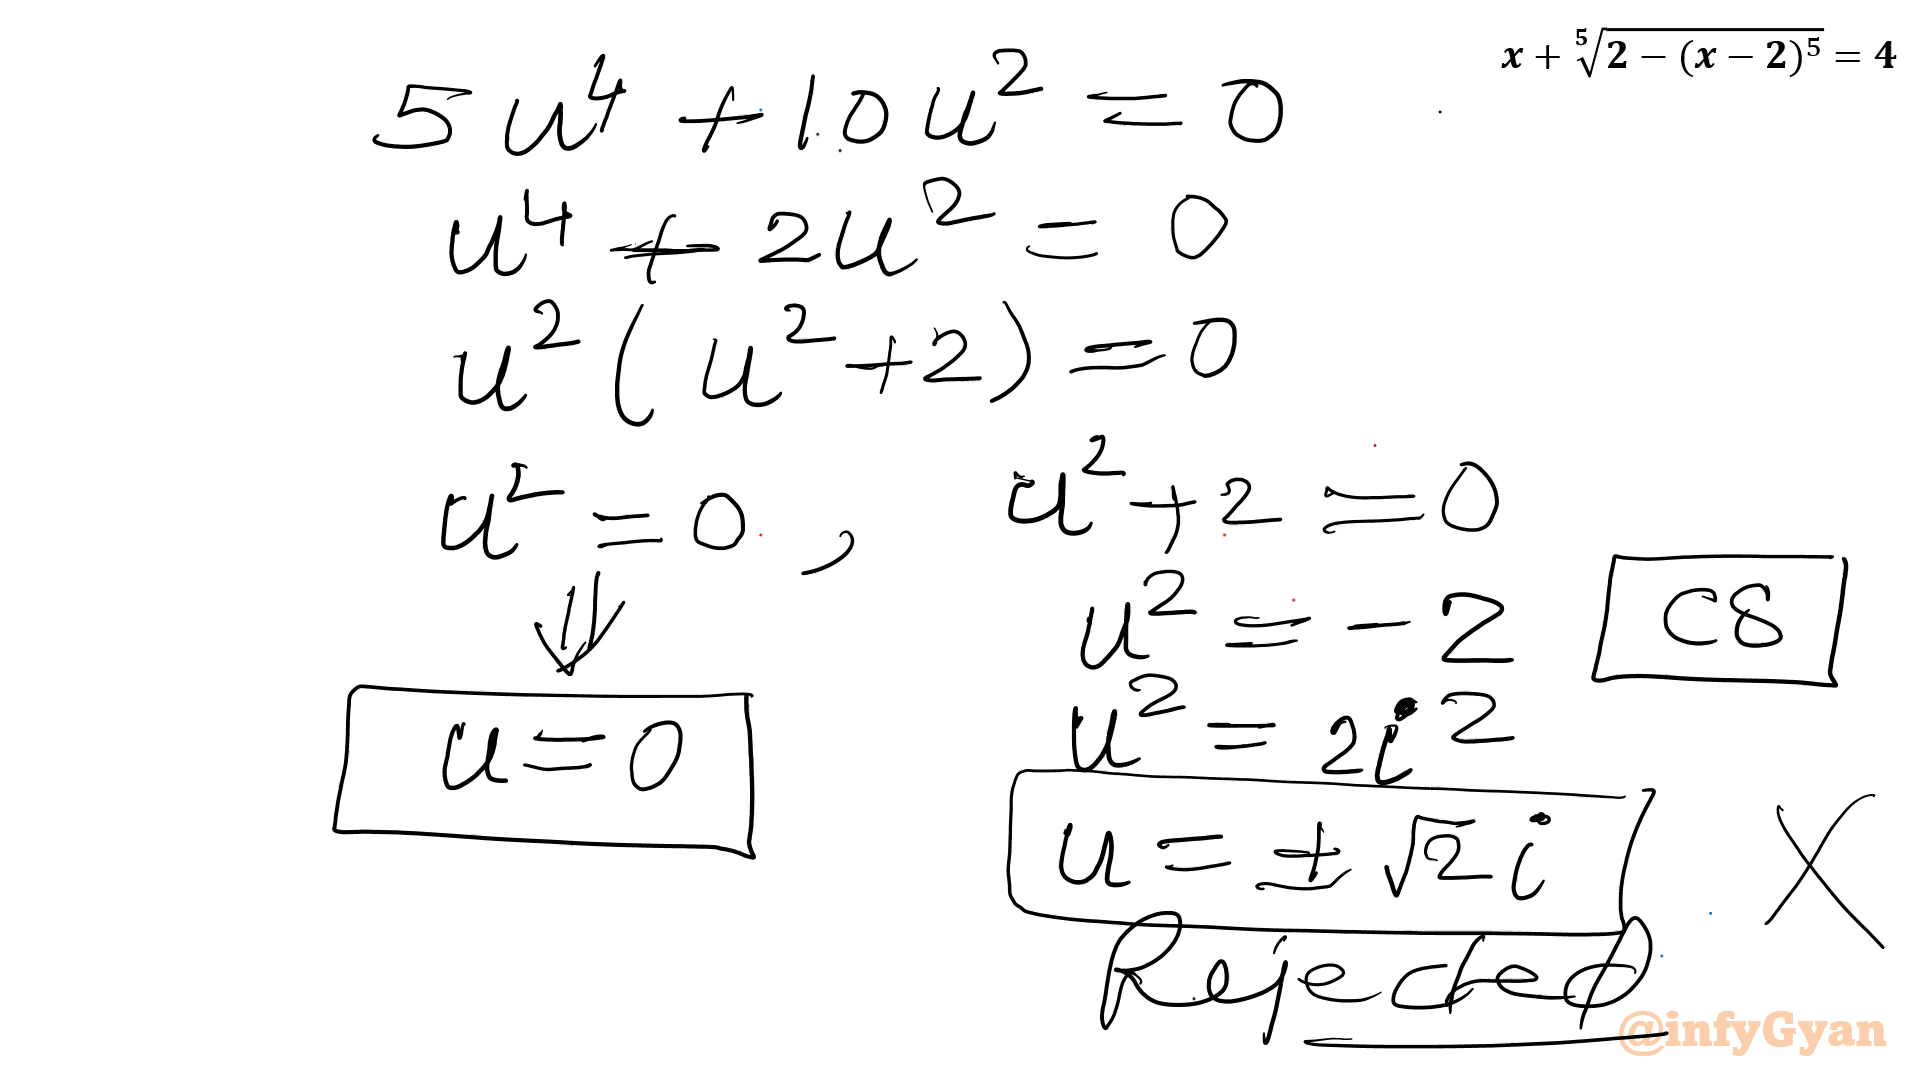 x + ⁵√(2 − (x − 2)⁵) = 4
5u⁴ + 10u² = 0
u⁴ + 2u² = 0
u² (u² + 2) = 0
u² = 0 , u² + 2 = 0
u² = − 2
CS
u² = 2i²
u = 0
u = ± √2 i
X
Rejected
@infyGyan